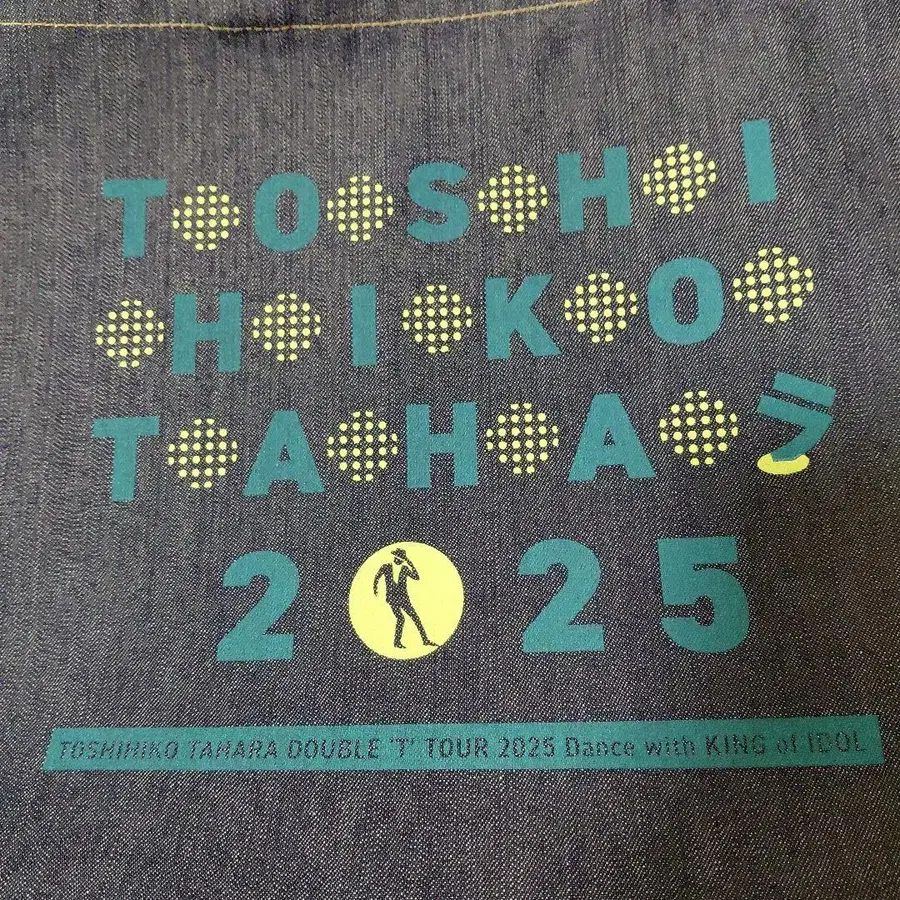 TOSHI
HIKO
TAHAラ
2025
TOSHIHIKO TAHARA DOUBLE 'T' TOUR 2025 Dance with KING of IDOL